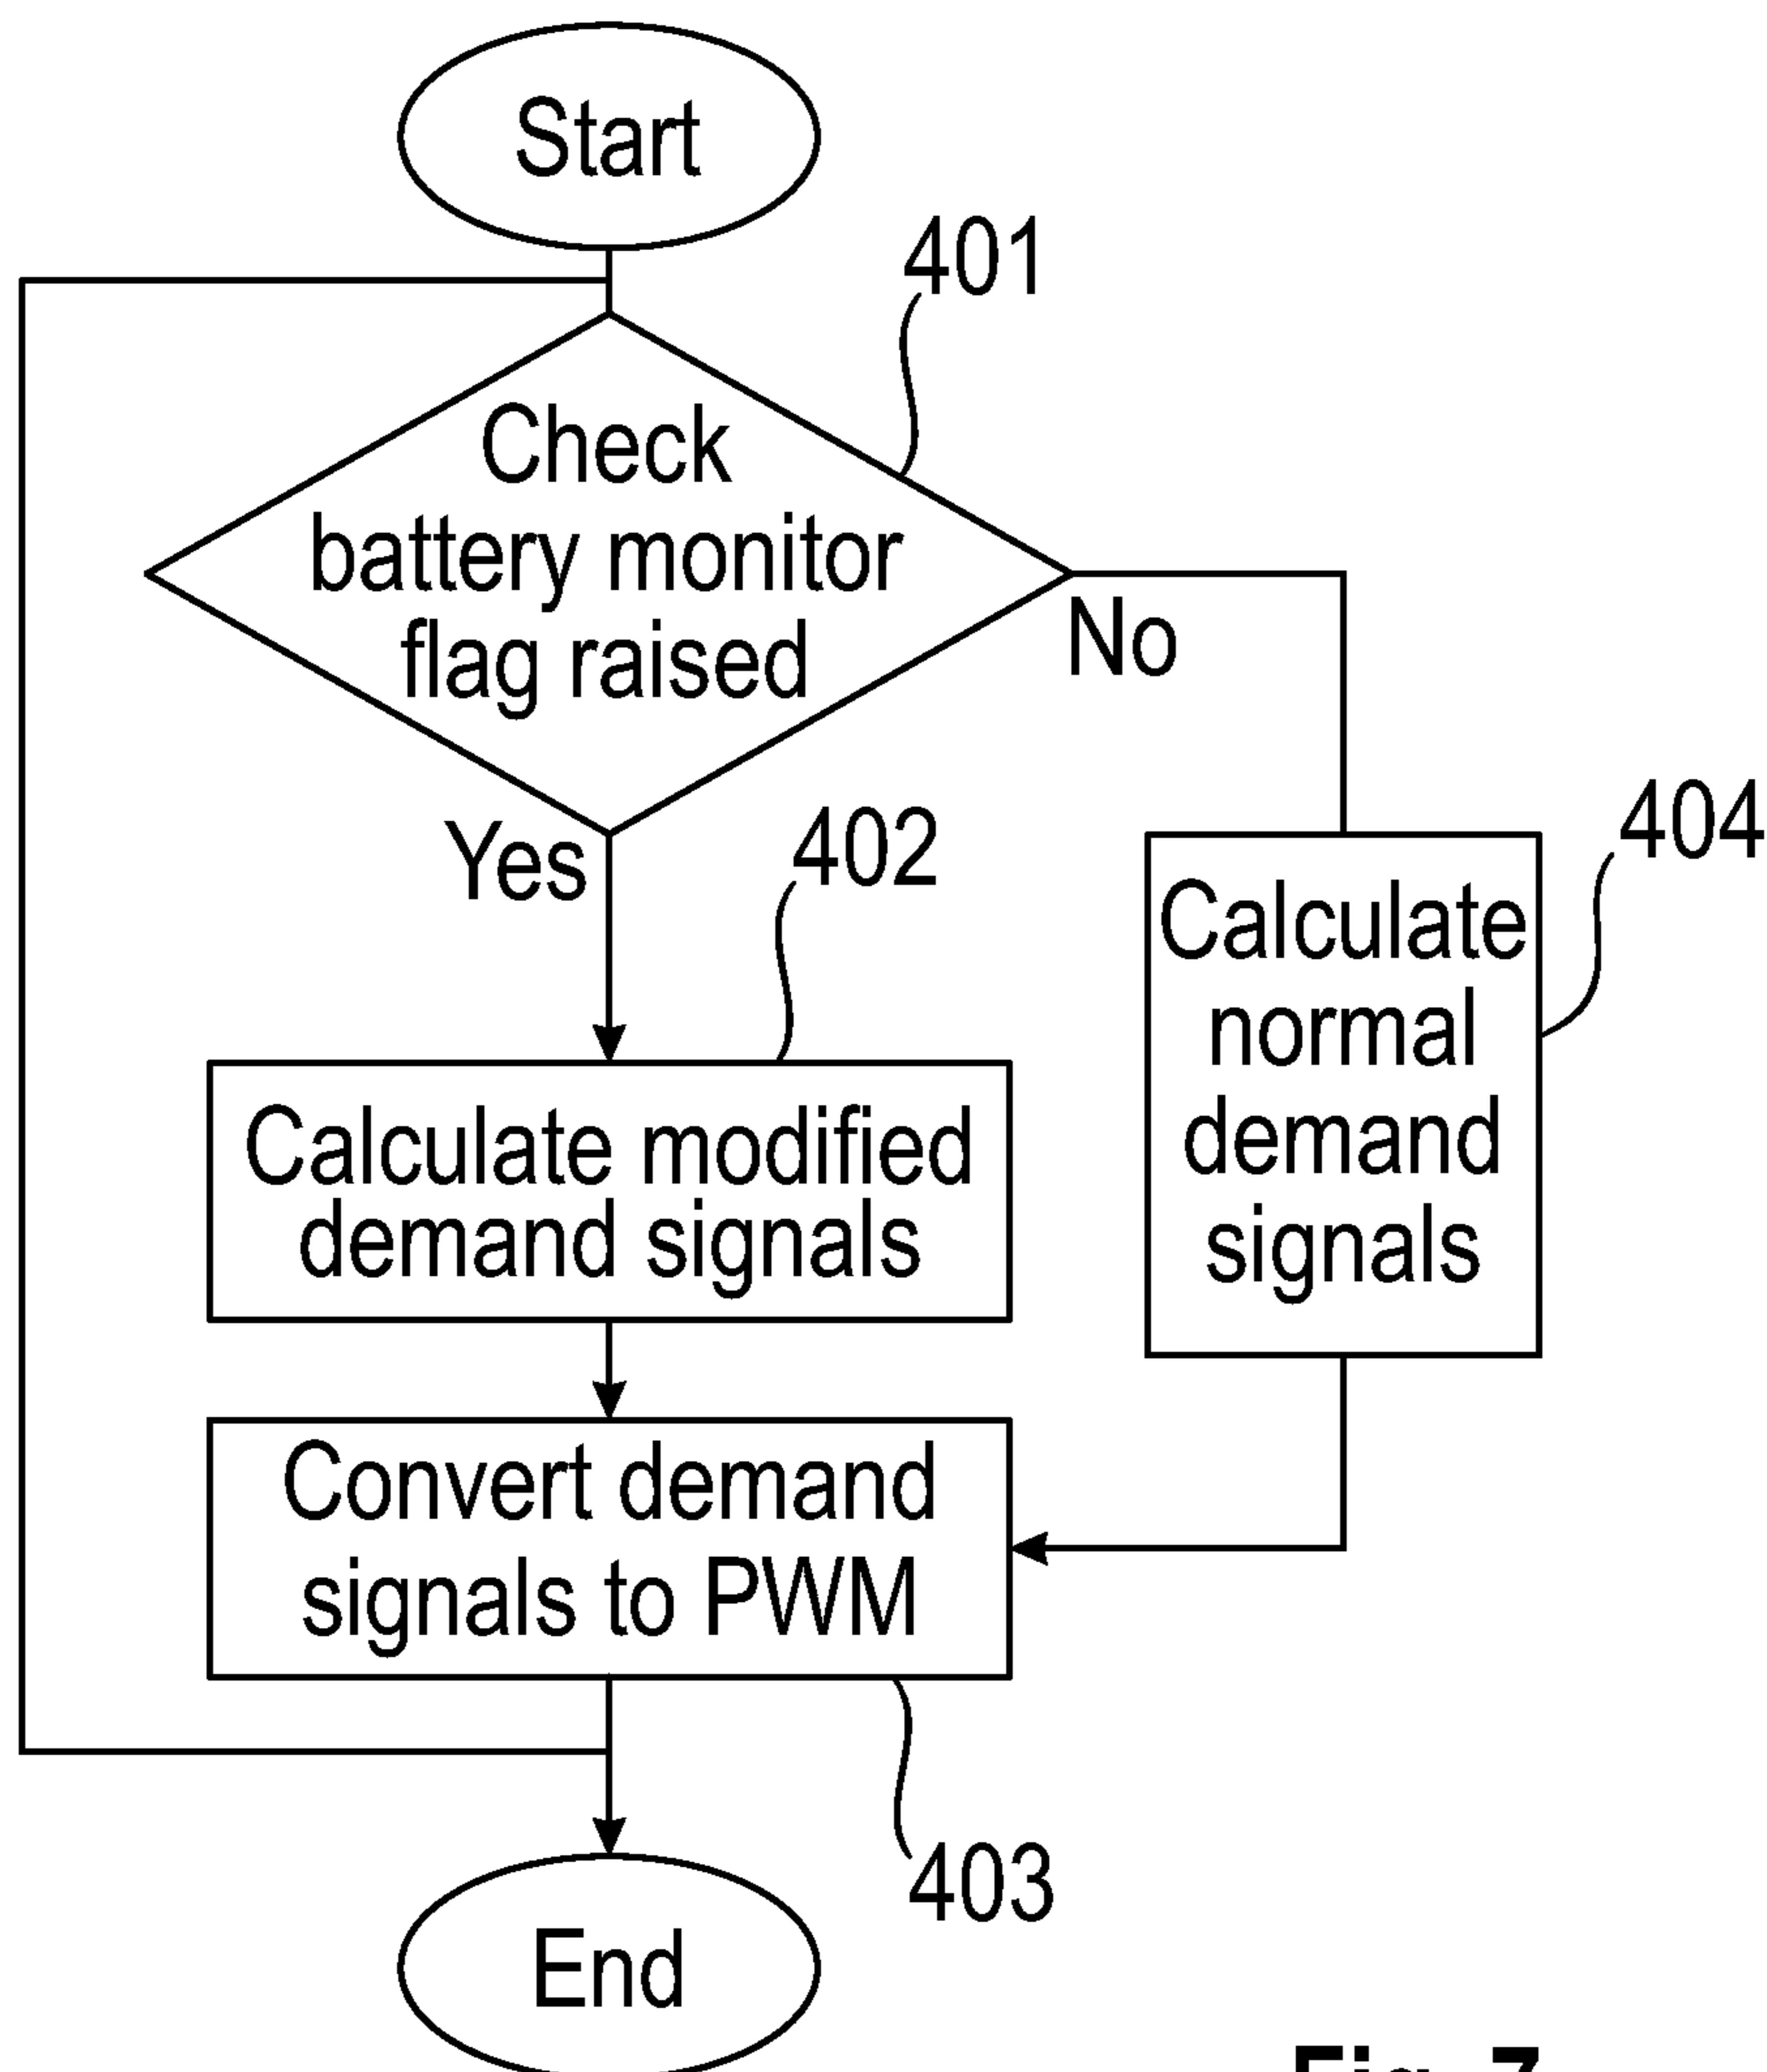 Start
401
Check
battery monitor
flag raised
No
Yes
402
404
Calculate
normal
demand
signals
Calculate modified
demand signals
Convert demand
signals to PWM
403
End